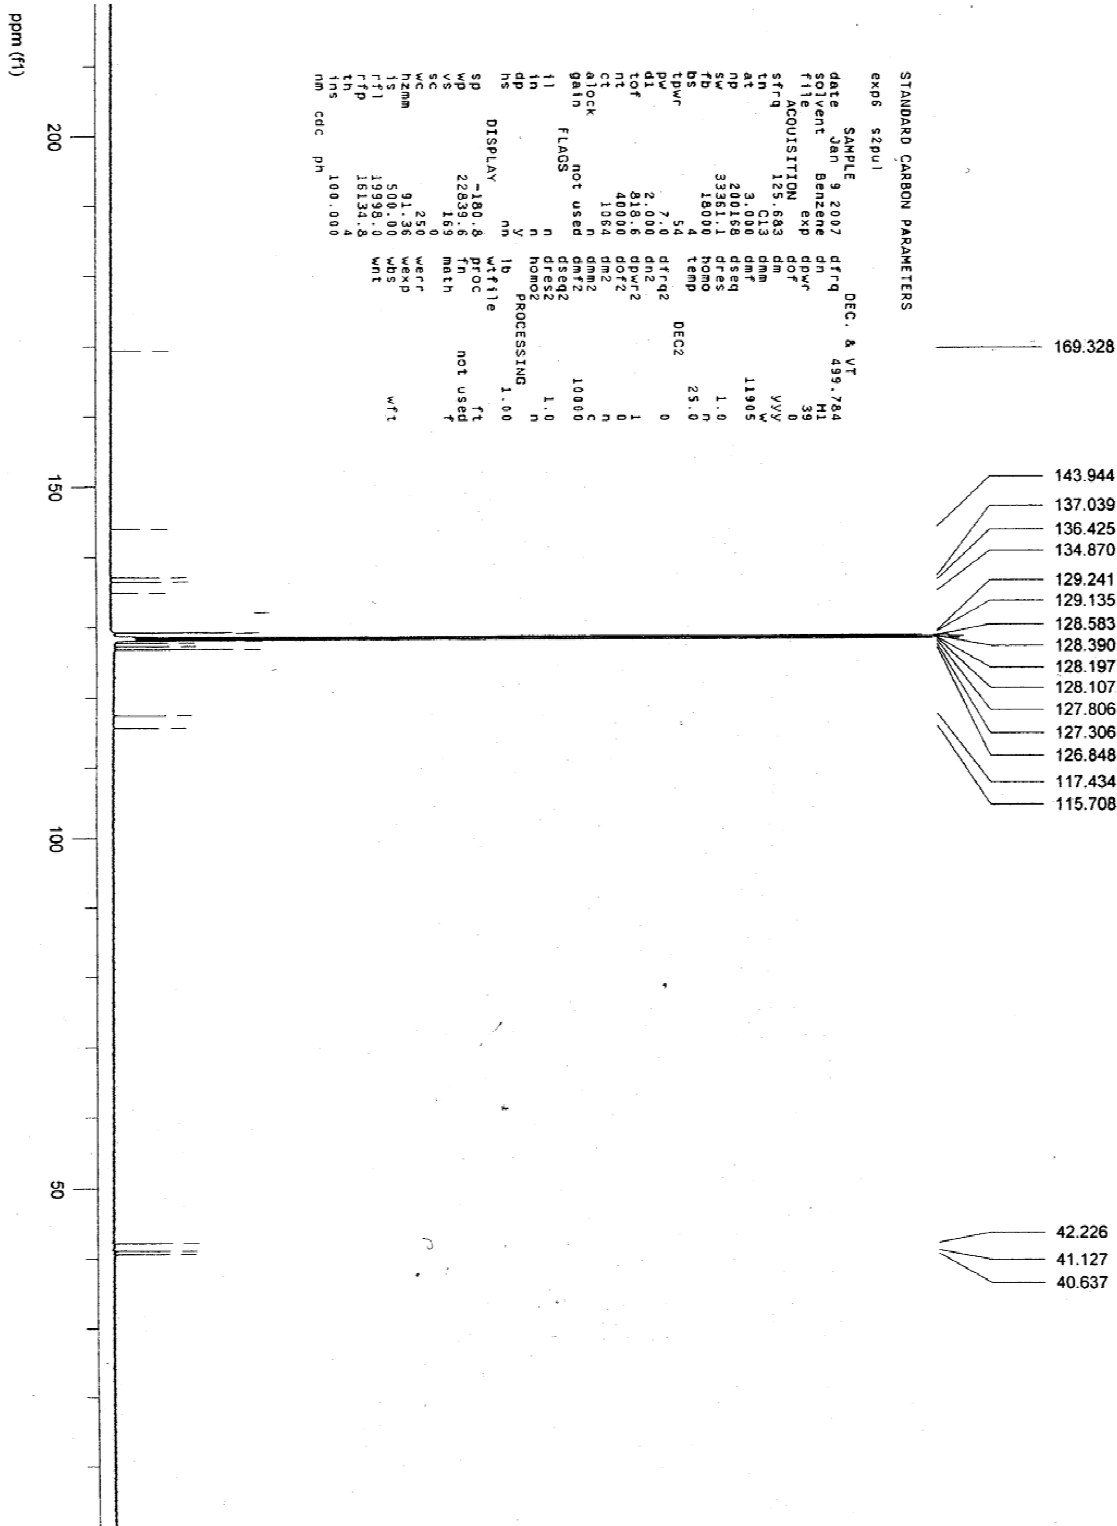 STANDARD CARBON PARAMETERS
exp6 s2pul
SAMPLE DEC. & VT
date Jan 9 2007 dfrq 499.784
solvent Benzene dn H1
file exp dpwr 39
ACQUISITION dof 0
sfrq 125.683 dm yyy
tn C13 dmm w
at 3.000 dmf 11905
np 200168 dseq
sw 33361.1 dres 1.0
fb 18000 homo n
bs 4 temp 25.0
tpwr 54 DEC2
pw 7.0 dfrq2 0
d1 2.000 dn2
tof 818.6 dpwr2 1
nt 40000 dof2 0
ct 1064 dm2 n
alock n dmm2 c
gain not used dmf2 10000
FLAGS dseq2
il n dres2 1.0
in n homo2 n
dp y PROCESSING
hs nn lb 1.00
DISPLAY wtfile
sp -180.8 proc ft
wp 22839.6 fn not used
vs 169 math f
sc 0
wc 250 werr
hzmm 91.36 wexp
is 500.00 wbs wft
rfl 19998.0 wnt
rfp 16134.8
th 4
ins 100.000
nm cdc ph
169.328
143.944
137.039
136.425
134.870
129.241
129.135
128.583
128.390
128.197
128.107
127.806
127.306
126.848
117.434
115.708
42.226
41.127
40.637
200
150
100
50
ppm (f1)